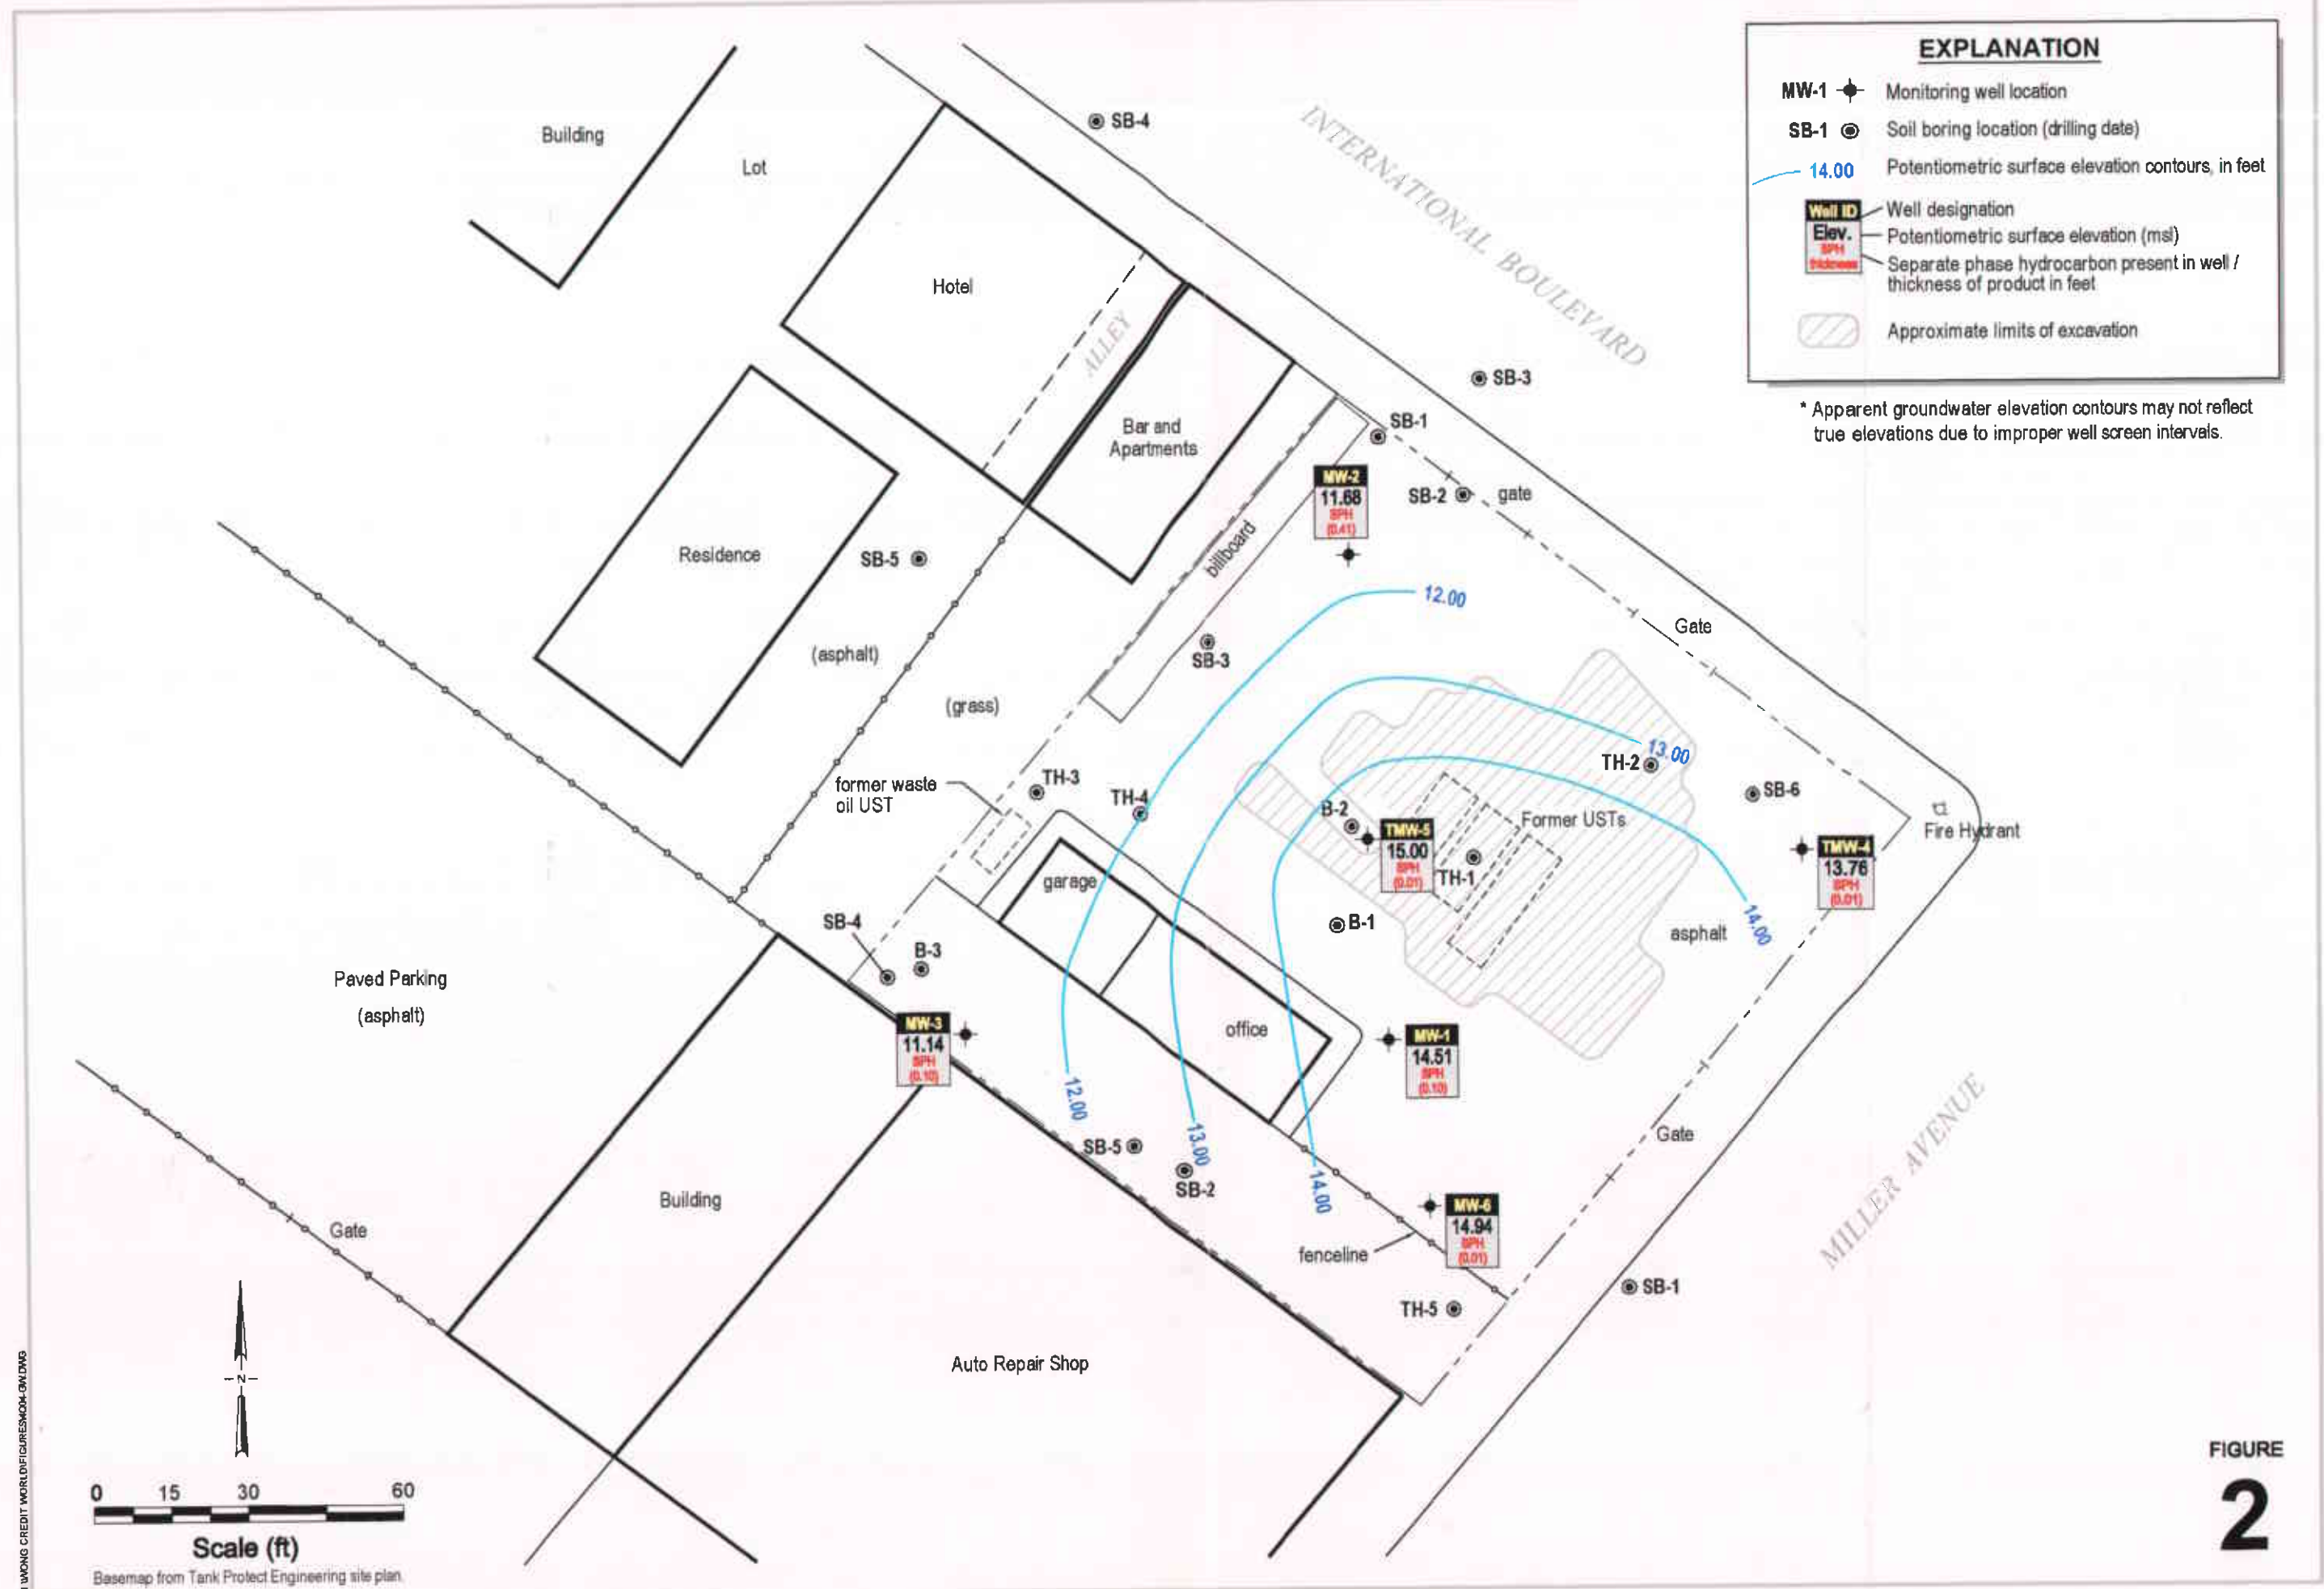 EXPLANATION
MW-1 Monitoring well location
SB-1 Soil boring location (drilling date)
14.00 Potentiometric surface elevation contours, in feet
Well ID Well designation
Elev. Potentiometric surface elevation (msl)
SPH thickness Separate phase hydrocarbon present in well /
thickness of product in feet
Approximate limits of excavation
* Apparent groundwater elevation contours may not reflect
true elevations due to improper well screen intervals.
Building
Lot
SB-4
INTERNATIONAL BOULEVARD
Hotel
ALLEY
SB-3
SB-1
Bar and
Apartments
MW-2
11.68
SPH
(0.41)
SB-2
gate
billboard
Residence
SB-5
12.00
Gate
SB-3
(asphalt)
(grass)
13.00
TH-2
former waste
oil UST
TH-3
TH-4
SB-6
B-2
Former USTs
Fire Hydrant
TMW-5
15.00
SPH
(0.01)
TH-1
TMW-4
13.76
SPH
(0.01)
garage
SB-4
B-3
B-1
asphalt
14.00
Paved Parking
(asphalt)
MW-3
11.14
SPH
(0.10)
office
MW-1
14.51
SPH
(0.10)
12.00
13.00
14.00
SB-5
SB-2
Gate
MILLER AVENUE
Building
MW-6
14.94
SPH
(0.01)
fenceline
Gate
SB-1
TH-5
Auto Repair Shop
N
0 15 30 60
Scale (ft)
Basemap from Tank Protect Engineering site plan.
FIGURE
2